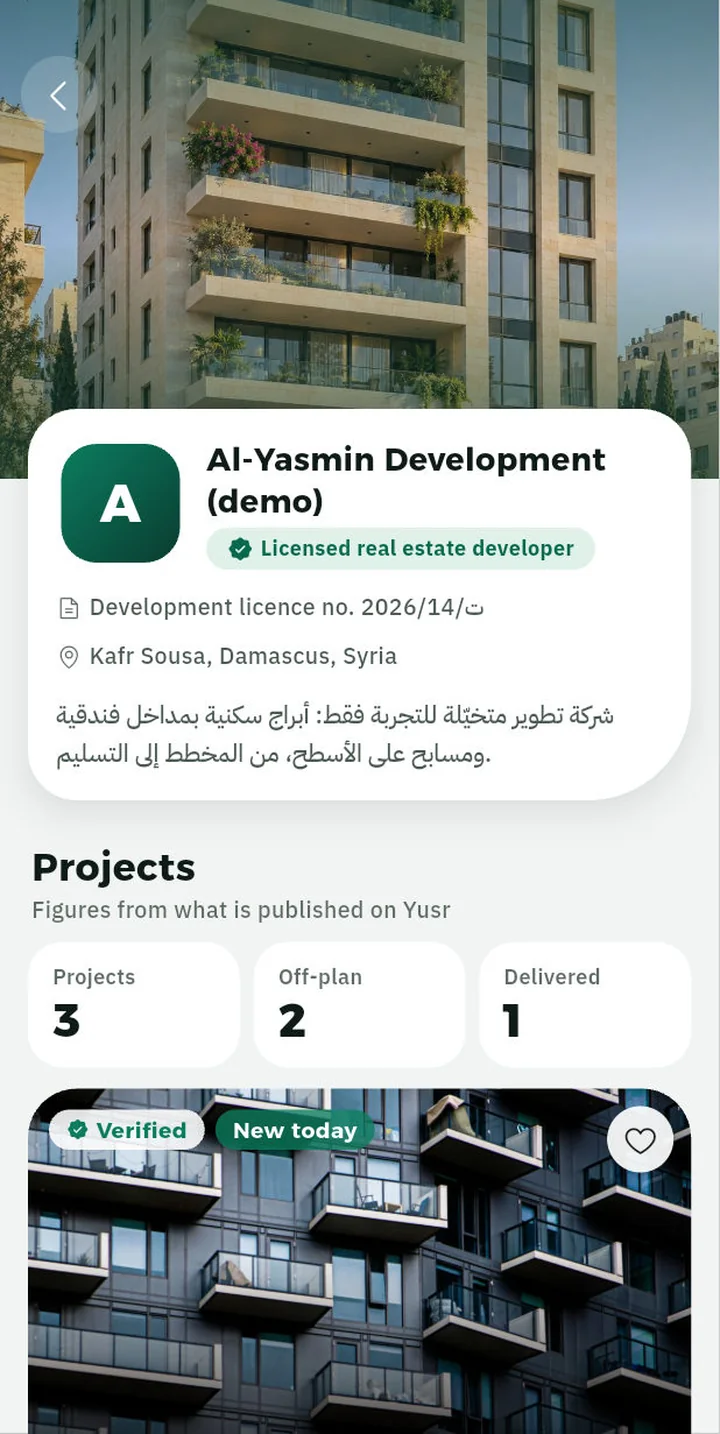 A
Al-Yasmin Development
(demo)
Licensed real estate developer
Development licence no. 2026/14/ت
Kafr Sousa, Damascus, Syria
شركة تطوير متخيّلة للتجربة فقط: أبراج سكنية بمداخل فندقية
ومسابح على الأسطح، من المخطط إلى التسليم.
Projects
Figures from what is published on Yusr
Projects
Off-plan
Delivered
3
2
1
Verified
New today